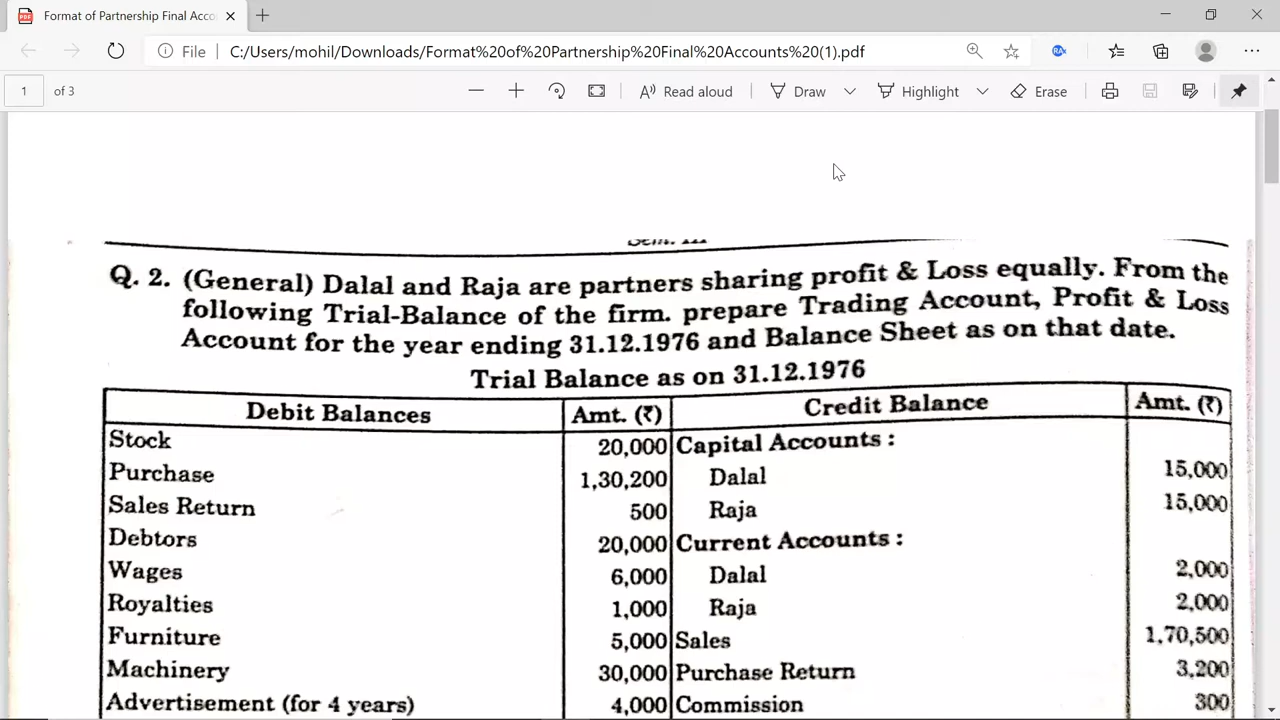 Format of Partnership Final Acco
File C:/Users/mohil/Downloads/Format%20of%20Partnership%20Final%20Accounts%20(1).pdf
1 of 3 Read aloud Draw Highlight Erase
Q. 2. (General) Dalal and Raja are partners sharing profit & Loss equally. From the
following Trial-Balance of the firm. prepare Trading Account, Profit & Loss
Account for the year ending 31.12.1976 and Balance Sheet as on that date.
Trial Balance as on 31.12.1976
Debit Balances Amt. (₹) Credit Balance Amt. (₹)
Stock 20,000 Capital Accounts :
Purchase 1,30,200 Dalal 15,000
Sales Return 500 Raja 15,000
Debtors 20,000 Current Accounts :
Wages 6,000 Dalal 2,000
Royalties 1,000 Raja 2,000
Furniture 5,000 Sales 1,70,500
Machinery 30,000 Purchase Return 3,200
Advertisement (for 4 years) 4,000 Commission 300